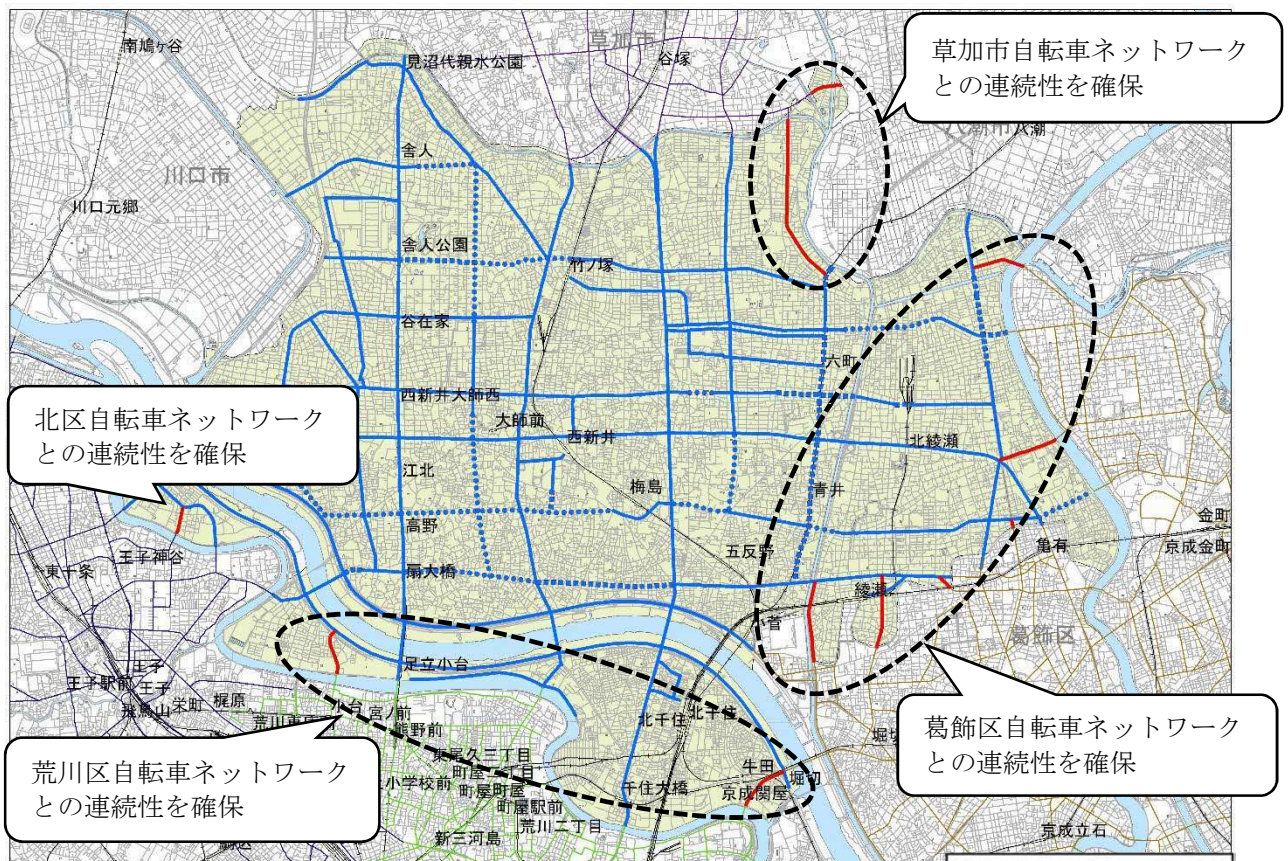 南鳩ヶ谷
見沼代親水公園
草加市
谷塚
草加市自転車ネットワーク
との連続性を確保
八潮市
八潮
川口市
川口元郷
舎人
舎人公園
竹ノ塚
谷在家
六町
西新井大師西
大師前
西新井
北綾瀬
北区自転車ネットワーク
との連続性を確保
江北
梅島
青井
高野
王子神谷
東十条
扇大橋
五反野
綾瀬
亀有
金町
京成金町
小菅
葛飾区
足立小台
王子
王子駅前
王子
飛鳥山
栄町
梶原
小台
宮ノ前
熊野前
北千住
北千住
葛飾区自転車ネットワーク
との連続性を確保
荒川区自転車ネットワーク
との連続性を確保
東尾久三丁目
町屋二丁目
小学校前
町屋
町屋
町屋駅前
荒川二丁目
新三河島
千住大橋
牛田
京成関屋
堀切
京成立石